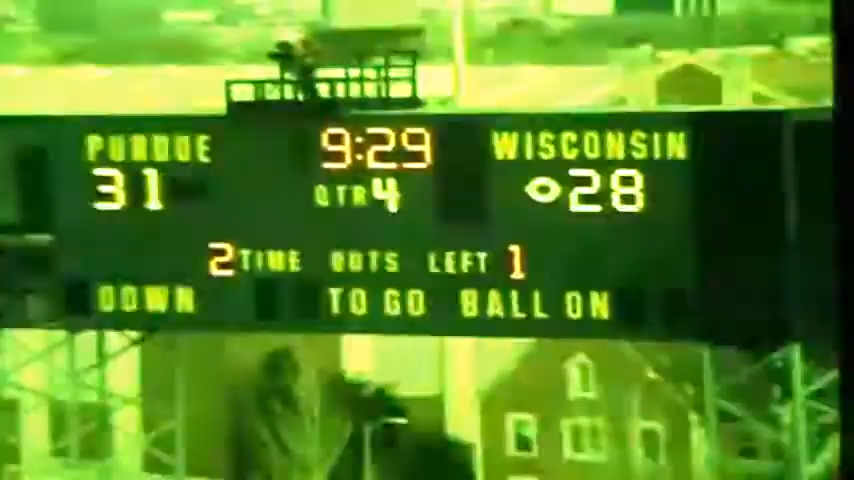 PURDUE 9:29 WISCONSIN
31 QTR 4 28
2 TIME OUTS LEFT 1
DOWN TO GO BALL ON